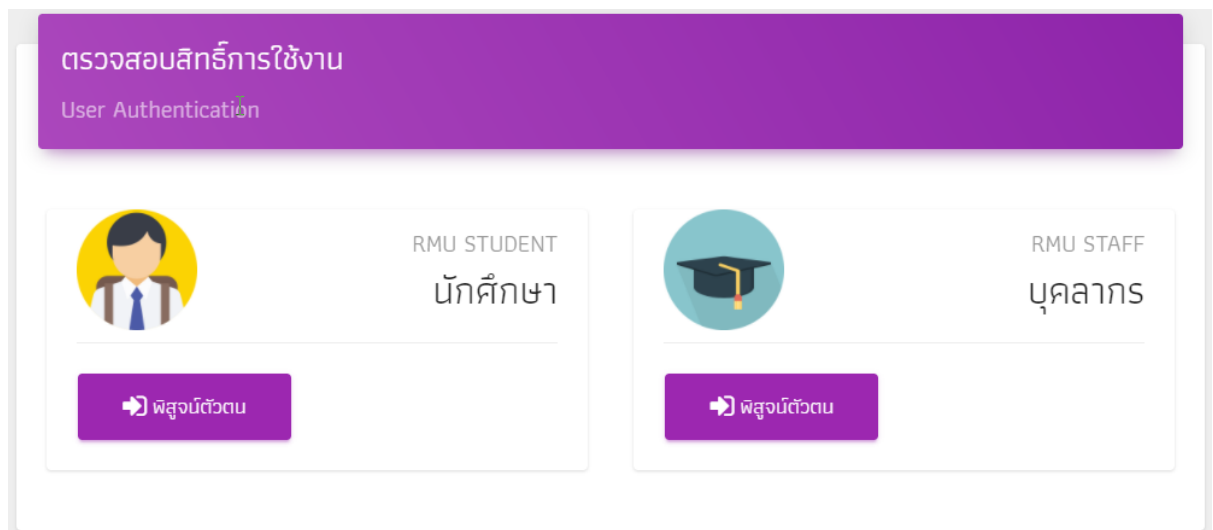 ตรวจสอบสิทธิ์การใช้งาน
User Authentication
RMU STUDENT
นักศึกษา
พิสูจน์ตัวตน
RMU STAFF
บุคลากร
พิสูจน์ตัวตน